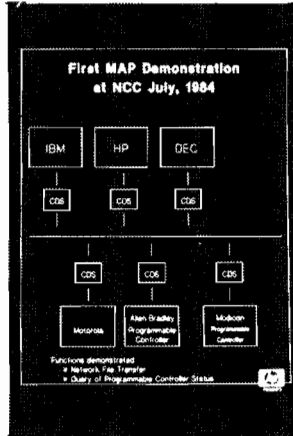 First MAP Demonstration
at NCC July, 1984
IBM HP DEC
CDS CDS CDS
CDS CDS CDS
Motorola
Allen Bradley
Programmable
Controller
Modicon
Programmable
Controller
Functions demonstrated
Network File Transfer
Query of Programmable Controller Status
hp